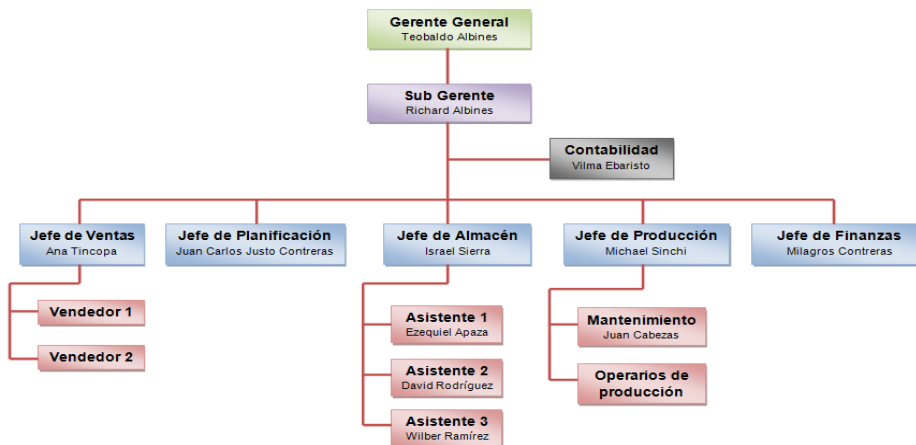 Gerente General
Teobaldo Albines
Sub Gerente
Richard Albines
Contabilidad
Vilma Ebaristo
Jefe de Ventas
Ana Tincopa
Jefe de Planificación
Juan Carlos Justo Contreras
Jefe de Almacén
Israel Sierra
Jefe de Producción
Michael Sinchi
Jefe de Finanzas
Milagros Contreras
Vendedor 1
Vendedor 2
Asistente 1
Ezequiel Apaza
Asistente 2
David Rodríguez
Asistente 3
Wilber Ramírez
Mantenimiento
Juan Cabezas
Operarios de
producción